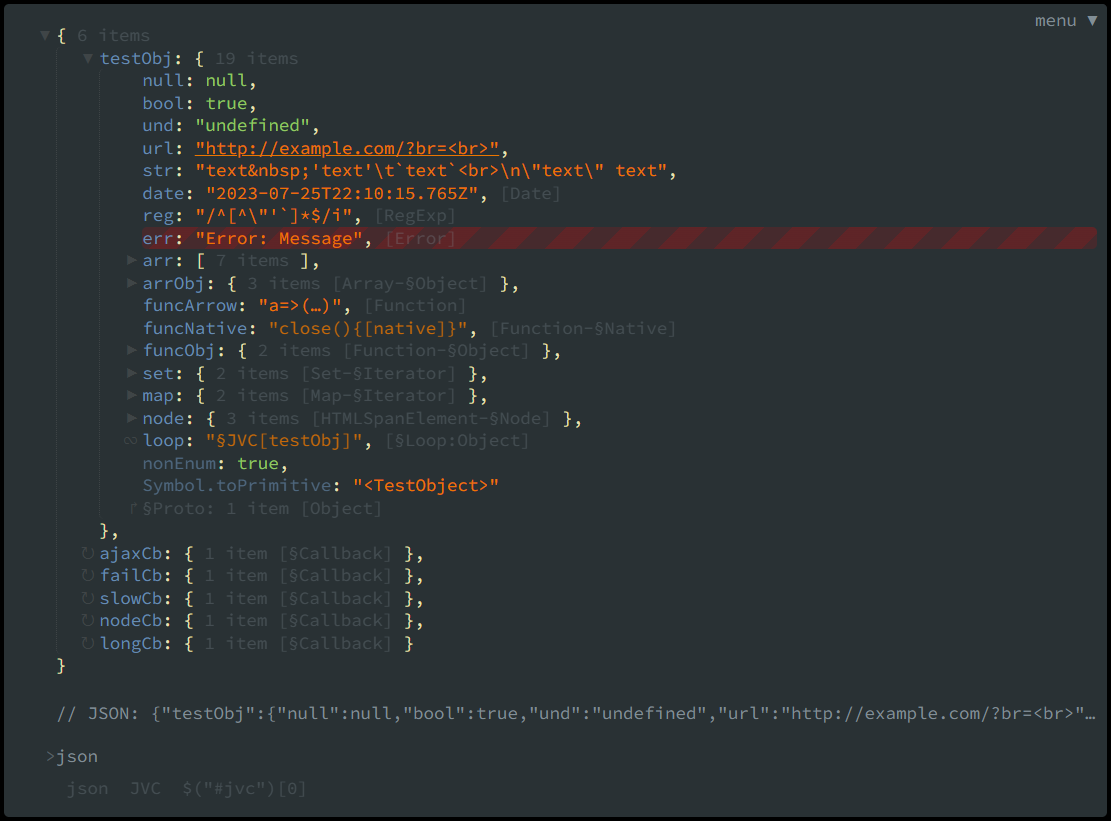 menu ▼
▼ { 6 items
▼ testObj: { 19 items
null: null,
bool: true,
und: "undefined",
url: "http://example.com/?br=<br>",
str: "text&nbsp;'text'\t`text`<br>\n\"text\" text",
date: "2023-07-25T22:10:15.765Z", [Date]
reg: "/^[^\"'`]*$/i", [RegExp]
err: "Error: Message", [Error]
▶ arr: [ 7 items ],
▶ arrObj: { 3 items [Array-§Object] },
funcArrow: "a=>(…)", [Function]
funcNative: "close(){[native]}", [Function-§Native]
▶ funcObj: { 2 items [Function-§Object] },
▶ set: { 2 items [Set-§Iterator] },
▶ map: { 2 items [Map-§Iterator] },
▶ node: { 3 items [HTMLSpanElement-§Node] },
∞ loop: "§JVC[testObj]", [§Loop:Object]
nonEnum: true,
Symbol.toPrimitive: "<TestObject>"
↱ §Proto: 1 item [Object]
},
↻ ajaxCb: { 1 item [§Callback] },
↻ failCb: { 1 item [§Callback] },
↻ slowCb: { 1 item [§Callback] },
↻ nodeCb: { 1 item [§Callback] },
↻ longCb: { 1 item [§Callback] }
}
// JSON: {"testObj":{"null":null,"bool":true,"und":"undefined","url":"http://example.com/?br=<br>"…
>json
json JVC $("#jvc")[0]